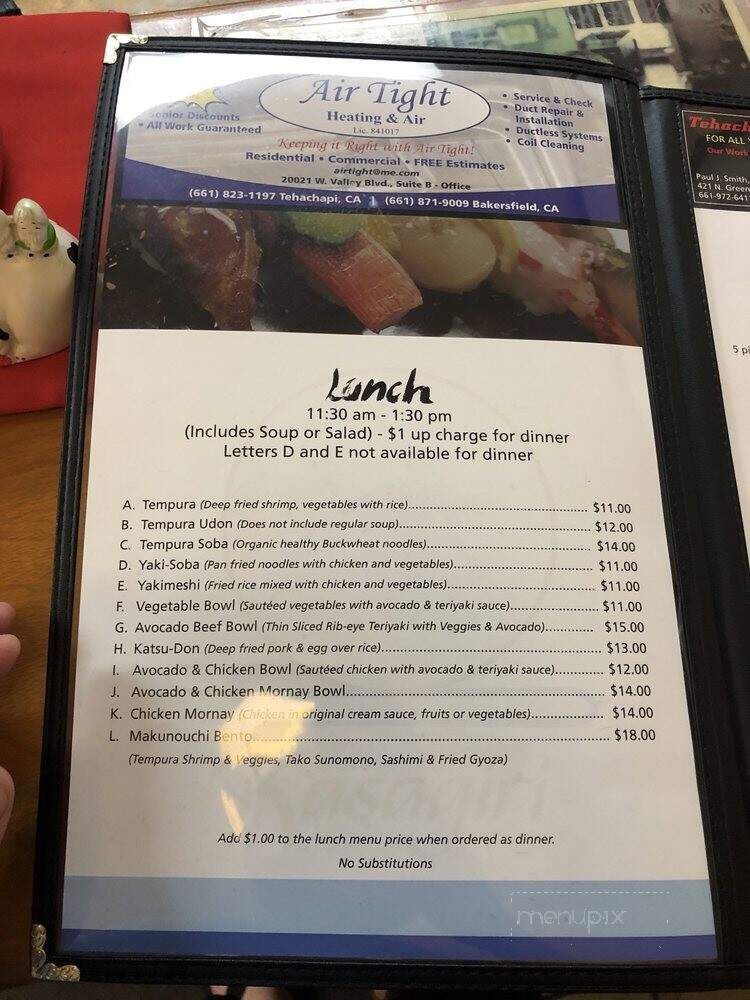 Air Tight
Heating & Air
Lic. 841017
Senior Discounts
• All Work Guaranteed
• Service & Check
• Duct Repair &
Installation
• Ductless Systems
• Coil Cleaning
Keeping it Right with Air Tight!
Residential • Commercial • FREE Estimates
airtight@me.com
20021 W. Valley Blvd., Suite B - Office
(661) 823-1197 Tehachapi, CA | (661) 871-9009 Bakersfield, CA
Lunch
11:30 am - 1:30 pm
(Includes Soup or Salad) - $1 up charge for dinner
Letters D and E not available for dinner
A. Tempura (Deep fried shrimp, vegetables with rice)............................................ $11.00
B. Tempura Udon (Does not include regular soup)............................................... $12.00
C. Tempura Soba (Organic healthy Buckwheat noodles)........................................ $14.00
D. Yaki-Soba (Pan fried noodles with chicken and vegetables)................................. $11.00
E. Yakimeshi (Fried rice mixed with chicken and vegetables).................................. $11.00
F. Vegetable Bowl (Sautéed vegetables with avocado & teriyaki sauce)..................... $11.00
G. Avocado Beef Bowl (Thin Sliced Rib-eye Teriyaki with Veggies & Avocado)............ $15.00
H. Katsu-Don (Deep fried pork & egg over rice)..................................................... $13.00
I. Avocado & Chicken Bowl (Sautéed chicken with avocado & teriyaki sauce)............ $12.00
J. Avocado & Chicken Mornay Bowl.............................................................. $14.00
K. Chicken Mornay (Chicken in original cream sauce, fruits or vegetables)................. $14.00
L. Makunouchi Bento................................................................................... $18.00
(Tempura Shrimp & Veggies, Tako Sunomono, Sashimi & Fried Gyoza)
Add $1.00 to the lunch menu price when ordered as dinner.
No Substitutions
menupix
Tehach
FOR ALL
Our Work
Paul J. Smith,
421 N. Green
661-972-641
5 pi